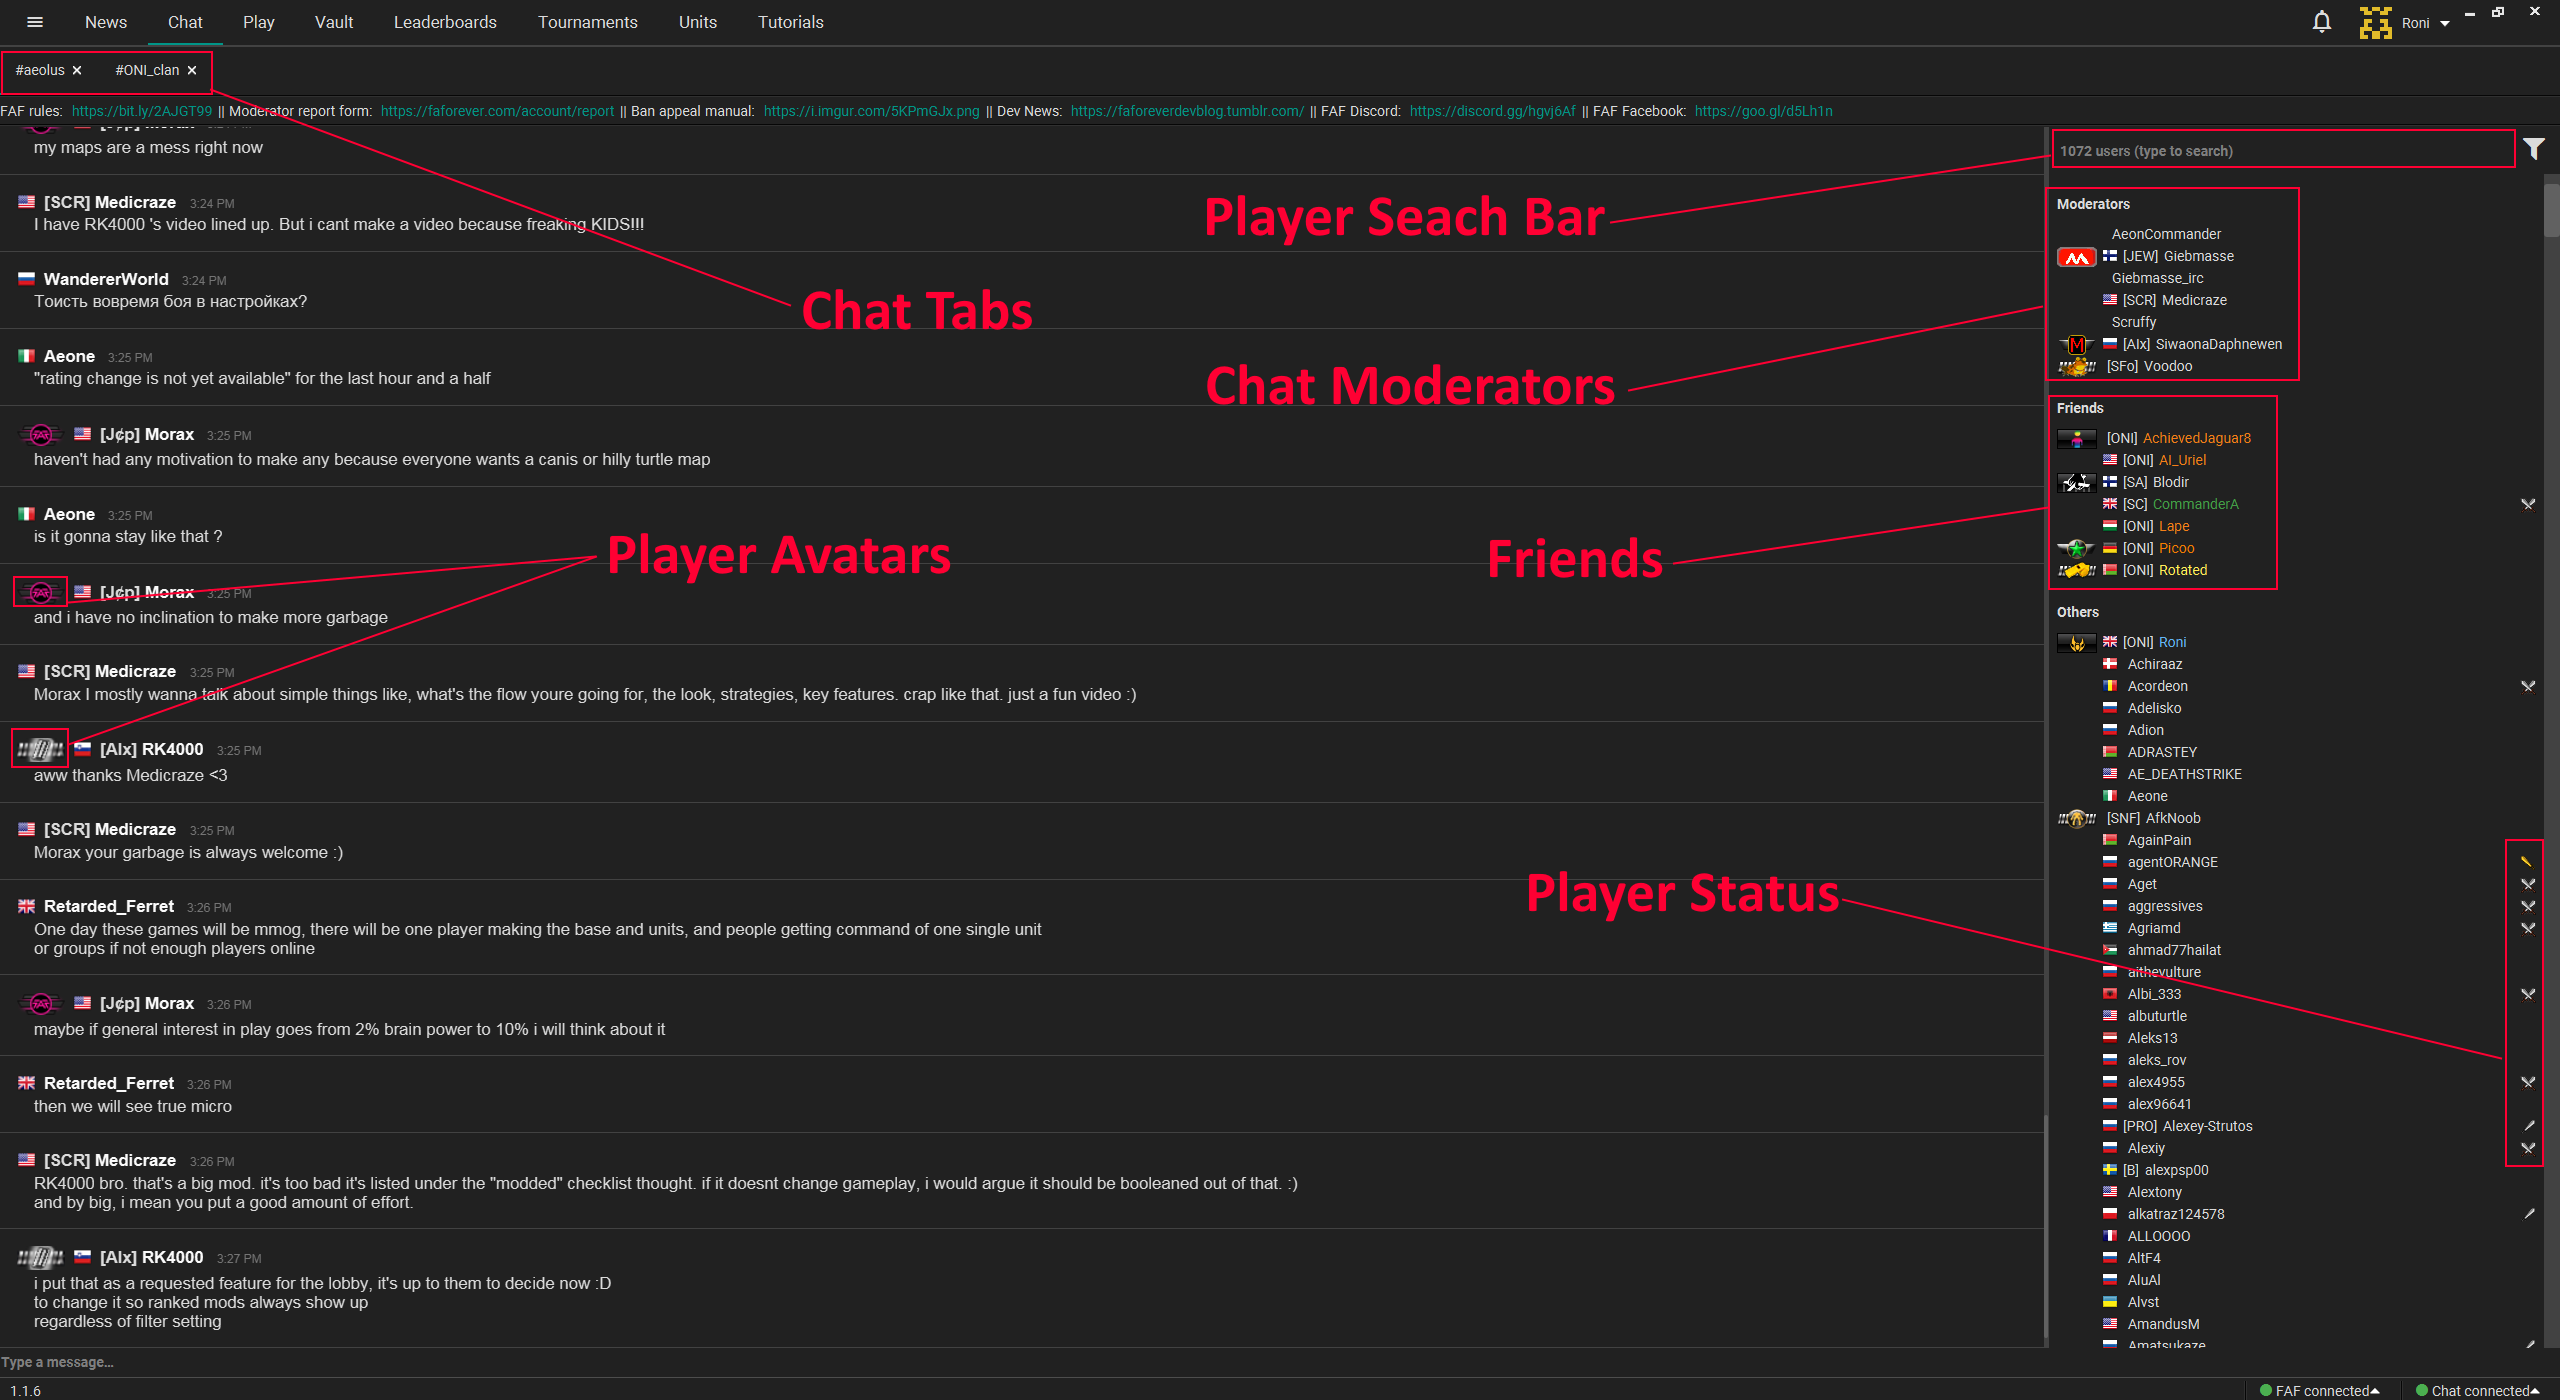 News Chat Play Vault Leaderboards Tournaments Units Tutorials Roni
#aeolus #ONI_clan
FAF rules: https://bit.ly/2AJGT99 || Moderator report form: https://faforever.com/account/report || Ban appeal manual: https://i.imgur.com/5KPmGJx.png || Dev News: https://faforeverdevblog.tumblr.com/ || FAF Discord: https://discord.gg/hgvj6Af || FAF Facebook: https://goo.gl/d5Lh1n
[J¢p] Morax
my maps are a mess right now
[SCR] Medicraze 3:24 PM
I have RK4000 's video lined up. But i cant make a video because freaking KIDS!!!
WandererWorld 3:24 PM
Тоисть вовремя боя в настройках?
Aeone 3:25 PM
"rating change is not yet available" for the last hour and a half
[J¢p] Morax 3:25 PM
haven't had any motivation to make any because everyone wants a canis or hilly turtle map
Aeone 3:25 PM
is it gonna stay like that ?
[J¢p] Morax 3:25 PM
and i have no inclination to make more garbage
[SCR] Medicraze 3:25 PM
Morax I mostly wanna talk about simple things like, what's the flow youre going for, the look, strategies, key features. crap like that. just a fun video :)
[AIx] RK4000 3:25 PM
aww thanks Medicraze <3
[SCR] Medicraze 3:25 PM
Morax your garbage is always welcome :)
Retarded_Ferret 3:26 PM
One day these games will be mmog, there will be one player making the base and units, and people getting command of one single unit
or groups if not enough players online
[J¢p] Morax 3:26 PM
maybe if general interest in play goes from 2% brain power to 10% i will think about it
Retarded_Ferret 3:26 PM
then we will see true micro
[SCR] Medicraze 3:26 PM
RK4000 bro. that's a big mod. it's too bad it's listed under the "modded" checklist thought. if it doesnt change gameplay, i would argue it should be booleaned out of that. :)
and by big, i mean you put a good amount of effort.
[AIx] RK4000 3:27 PM
i put that as a requested feature for the lobby, it's up to them to decide now :D
to change it so ranked mods always show up
regardless of filter setting
Type a message...
1.1.6
Player Seach Bar
Chat Tabs
Chat Moderators
Player Avatars
Friends
Player Status
1072 users (type to search)
Moderators
AeonCommander
[JEW] Giebmasse
Giebmasse_irc
[SCR] Medicraze
Scruffy
[AIx] SiwaonaDaphnewen
[SFo] Voodoo
Friends
[ONI] AchievedJaguar8
[ONI] AI_Uriel
[SA] Blodir
[SC] CommanderA
[ONI] Lape
[ONI] Picoo
[ONI] Rotated
Others
[ONI] Roni
Achiraaz
Acordeon
Adelisko
Adion
ADRASTEY
AE_DEATHSTRIKE
Aeone
[SNF] AfkNoob
AgainPain
agentORANGE
Aget
aggressives
Agriamd
ahmad77hailat
aithevulture
Albi_333
albuturtle
Aleks13
aleks_rov
alex4955
alex96641
[PRO] Alexey-Strutos
Alexiy
[B] alexpsp00
Alextony
alkatraz124578
ALLOOOO
AltF4
AluAl
Alvst
AmandusM
Amatsukaze
FAF connected Chat connected